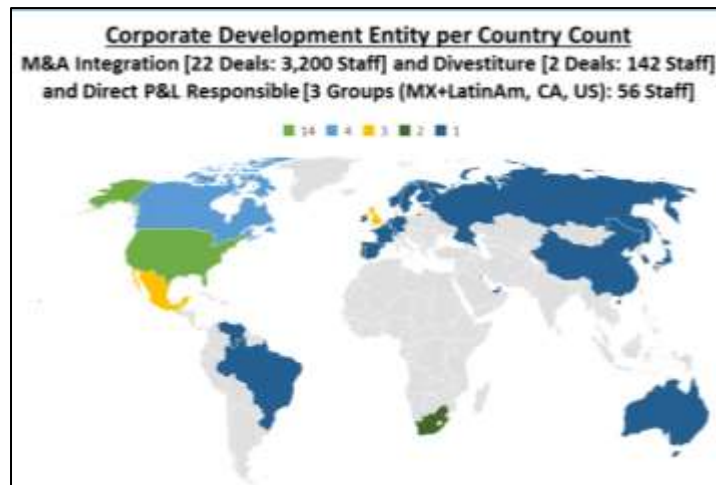 Corporate Development Entity per Country Count
M&A Integration [22 Deals: 3,200 Staff] and Divestiture [2 Deals: 142 Staff]
and Direct P&L Responsible [3 Groups (MX+LatinAm, CA, US): 56 Staff]
14 4 3 2 1